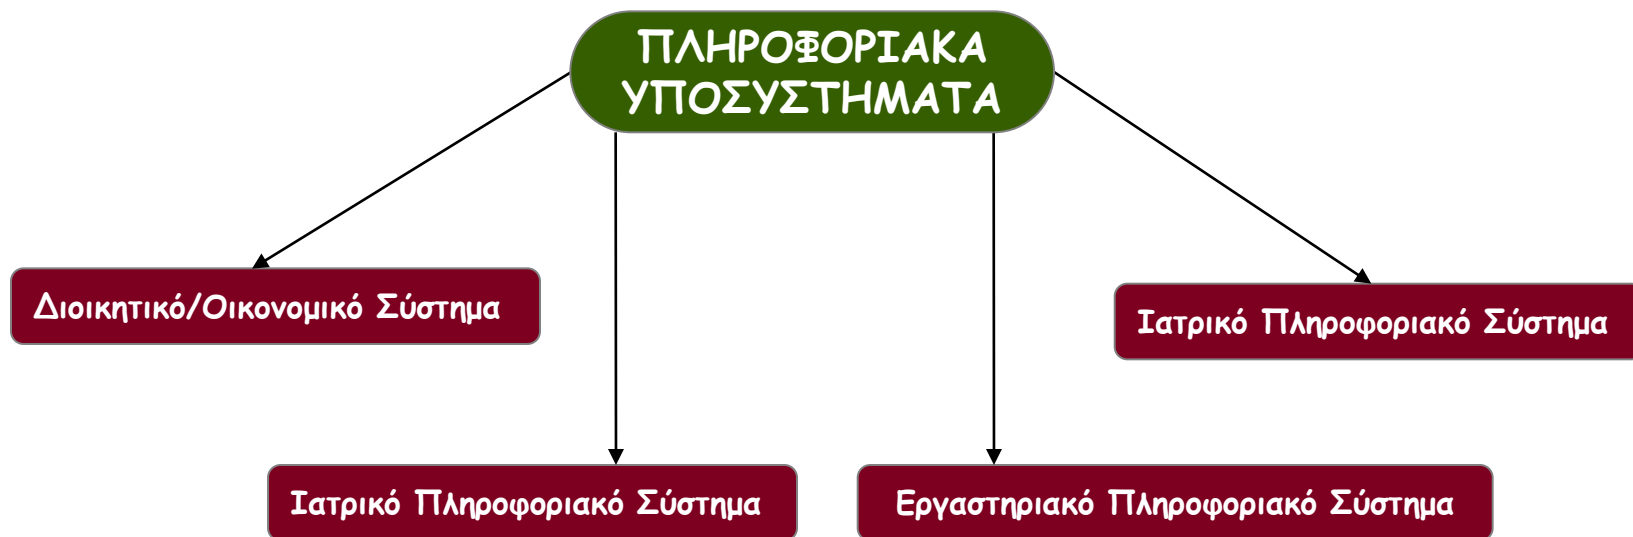 ΠΛΗΡΟΦΟΡΙΑΚΑ
ΥΠΟΣΥΣΤΗΜΑΤΑ
Διοικητικό/Οικονομικό Σύστημα
Ιατρικό Πληροφοριακό Σύστημα
Ιατρικό Πληροφοριακό Σύστημα
Εργαστηριακό Πληροφοριακό Σύστημα